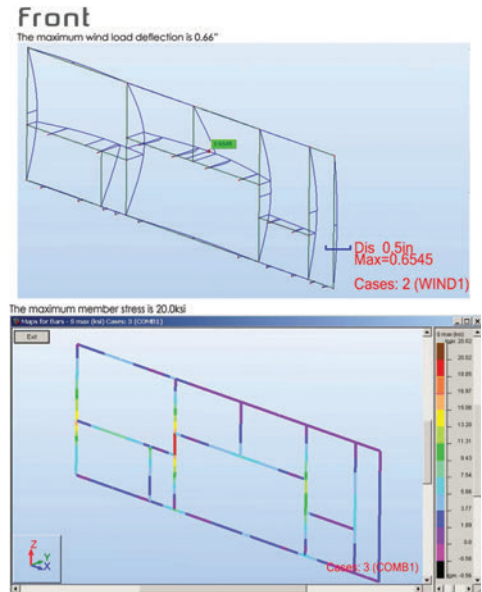 Front
The maximum wind load deflection is 0.66"
0.6545
Dis 0.5in
Max=0.6545
Cases: 2 (WIND1)
The maximum member stress is 20.0ksi
Maps for Bars - S max (ksi) Cases: 3 (COMB1)
Exit
S max (ksi)
20.02
18.85
16.97
15.08
13.20
11.31
9.43
7.54
5.66
3.77
1.89
0.0
-0.56
Z
Y
X
Cases: 3 (COMB1)